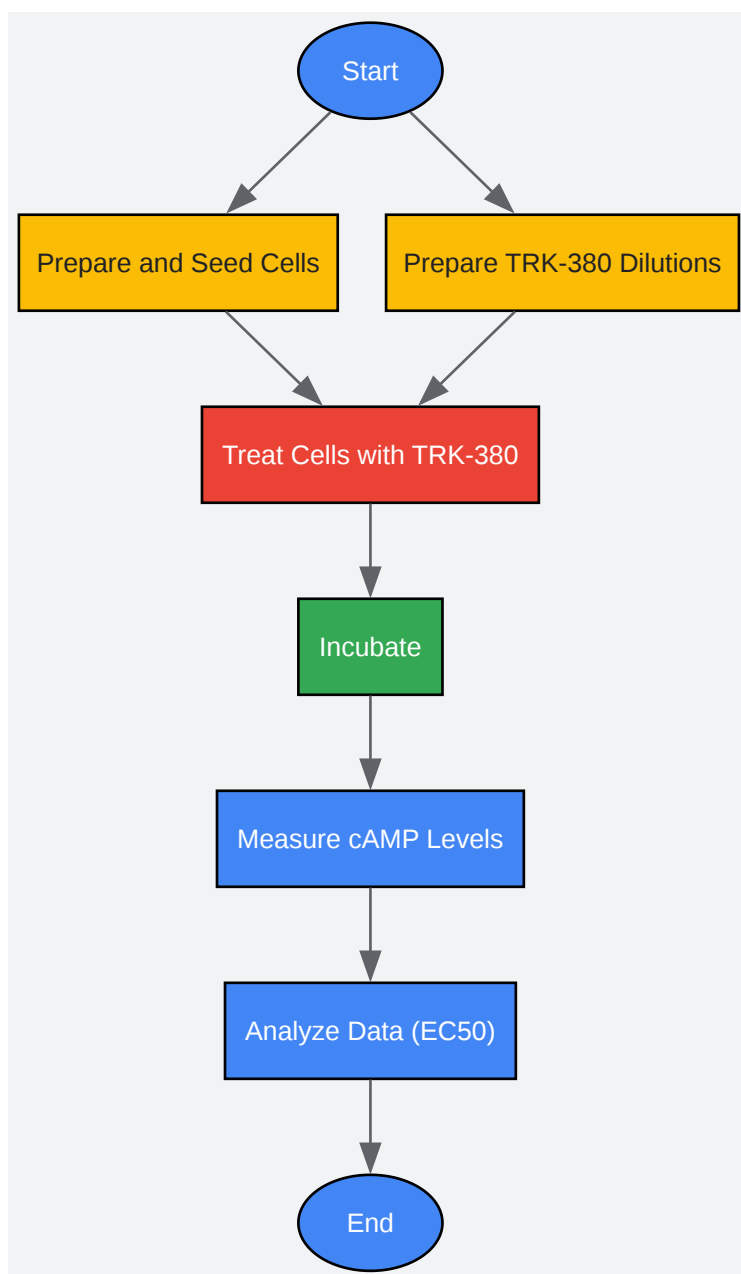 Start
Prepare and Seed Cells
Prepare TRK-380 Dilutions
Treat Cells with TRK-380
Incubate
Measure cAMP Levels
Analyze Data (EC50)
End